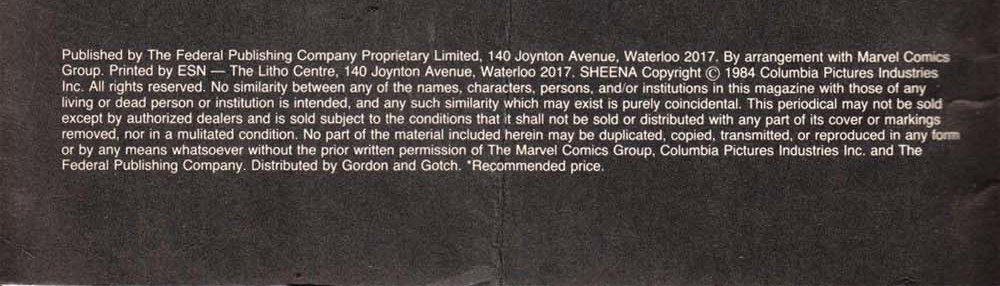 Published by The Federal Publishing Company Proprietary Limited, 140 Joynton Avenue, Waterloo 2017. By arrangement with Marvel Comics
Group. Printed by ESN — The Litho Centre, 140 Joynton Avenue, Waterloo 2017. SHEENA Copyright © 1984 Columbia Pictures Industries
Inc. All rights reserved. No similarity between any of the names, characters, persons, and/or institutions in this magazine with those of any
living or dead person or institution is intended, and any such similarity which may exist is purely coincidental. This periodical may not be sold
except by authorized dealers and is sold subject to the conditions that it shall not be sold or distributed with any part of its cover or markings
removed, nor in a mulitated condition. No part of the material included herein may be duplicated, copied, transmitted, or reproduced in any form
or by any means whatsoever without the prior written permission of The Marvel Comics Group, Columbia Pictures Industries Inc. and The
Federal Publishing Company. Distributed by Gordon and Gotch. *Recommended price.